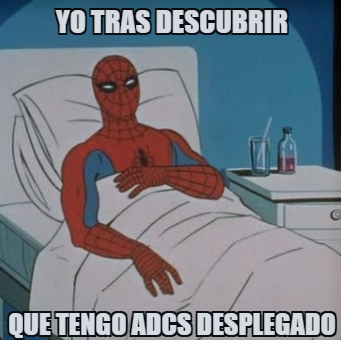 YO TRAS DESCUBRIR
QUE TENGO ADCS DESPLEGADO